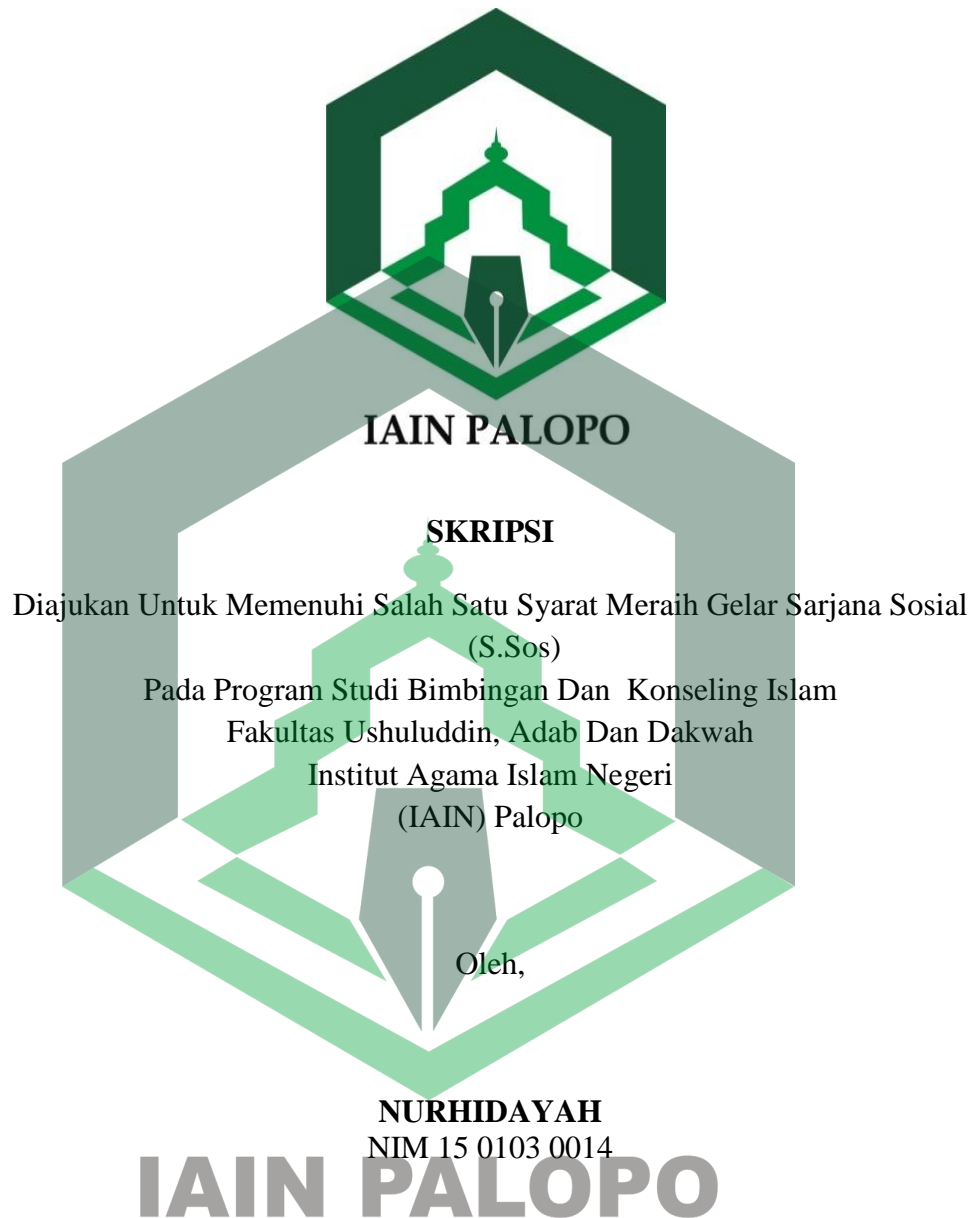 IAIN PALOPO
SKRIPSI
Diajukan Untuk Memenuhi Salah Satu Syarat Meraih Gelar Sarjana Sosial
(S.Sos)
Pada Program Studi Bimbingan Dan Konseling Islam
Fakultas Ushuluddin, Adab Dan Dakwah
Institut Agama Islam Negeri
(IAIN) Palopo
Oleh,
NURHIDAYAH
NIM 15 0103 0014
IAIN PALOPO